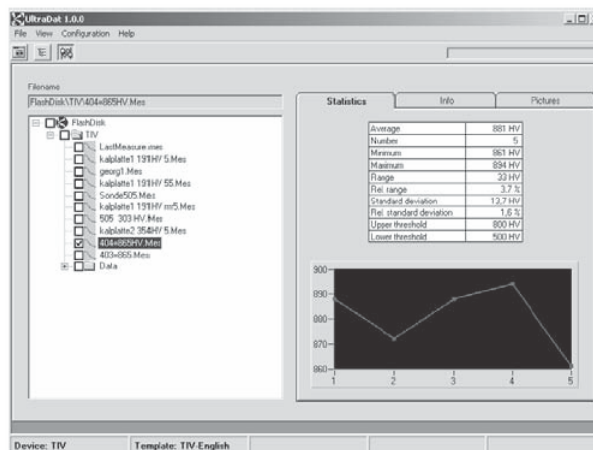 UltraDat 1.0.0
File View Configuration Help
Filename
FlashDisk\TIV\404=865HV.Mes
FlashDisk
TIV
LastMeasure.mes
kalplatte1 191HV 5.Mes
georg1.Mes
kalplatte1 191HV 55.Mes
Sonde505.Mes
kalplatte1 191HV rm5.Mes
505 303 HV.Mes
kalplatte2 354HV 5.Mes
404=865HV.Mes
403=865.Mes
Data
Statistics Info Pictures
Average 881 HV
Number 5
Minimum 861 HV
Maximum 894 HV
Range 33 HV
Rel. range 3,7 %
Standard deviation 13,7 HV
Rel. standard deviation 1,6 %
Upper threshold 800 HV
Lower threshold 500 HV
900
890
880
870
860
1 2 3 4 5
Device: TIV Template: TIV-English